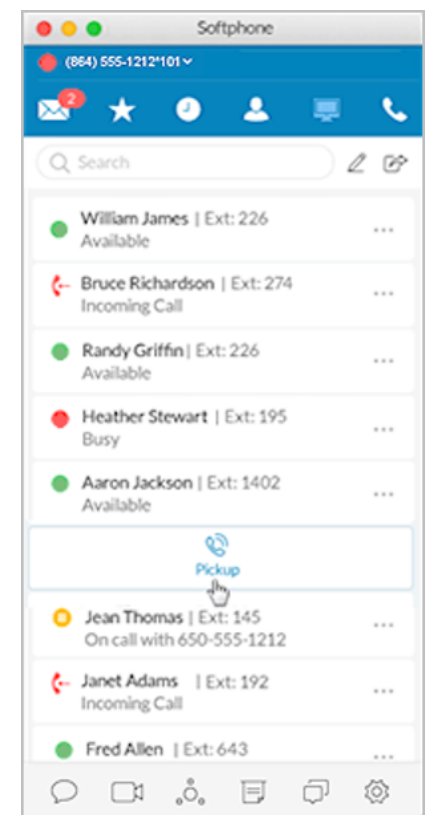 Softphone
(864) 555-1212*101
2
Search
William James | Ext: 226
Available
Bruce Richardson | Ext: 274
Incoming Call
Randy Griffin | Ext: 226
Available
Heather Stewart | Ext: 195
Busy
Aaron Jackson | Ext: 1402
Available
Pickup
Jean Thomas | Ext: 145
On call with 650-555-1212
Janet Adams | Ext: 192
Incoming Call
Fred Allen | Ext: 643